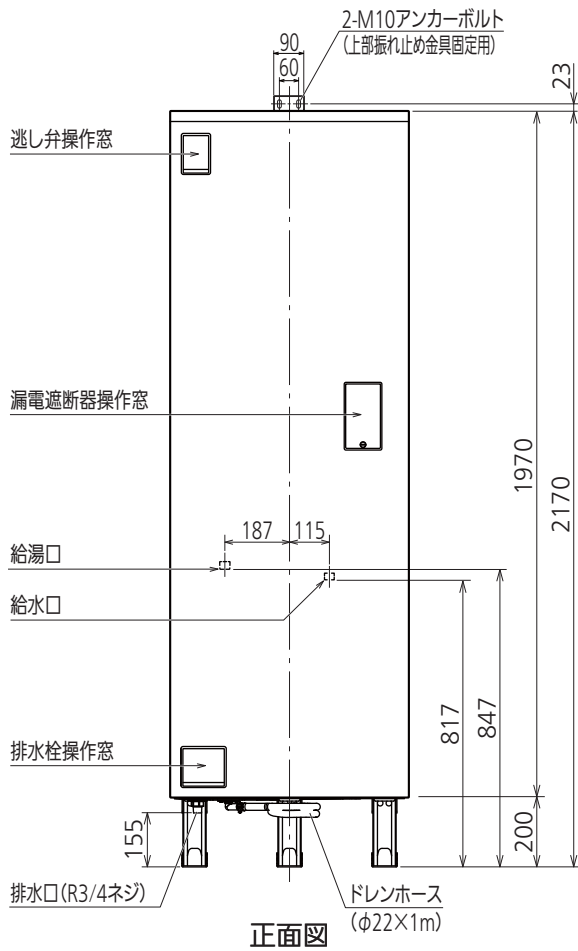 2-M10アンカーボルト
(上部振れ止め金具固定用)
90
60
23
逃し弁操作窓
漏電遮断器操作窓
1970
2170
187
115
給湯口
給水口
817
847
排水栓操作窓
155
200
排水口(R3/4ネジ)
ドレンホース
(φ22×1m)
正面図